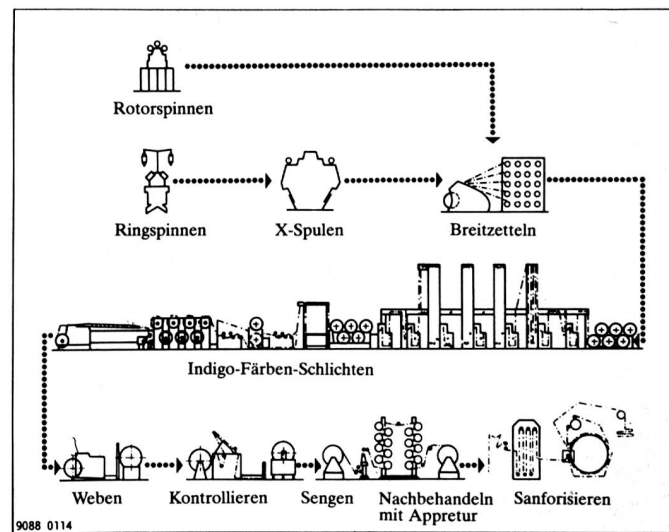 Rotorspinnen
Ringspinnen
X-Spulen
Breitzetteln
Indigo-Färben-Schlichten
Weben
Kontrollieren
Sengen
Nachbehandeln
mit Appretur
Sanforisieren
9088 0114